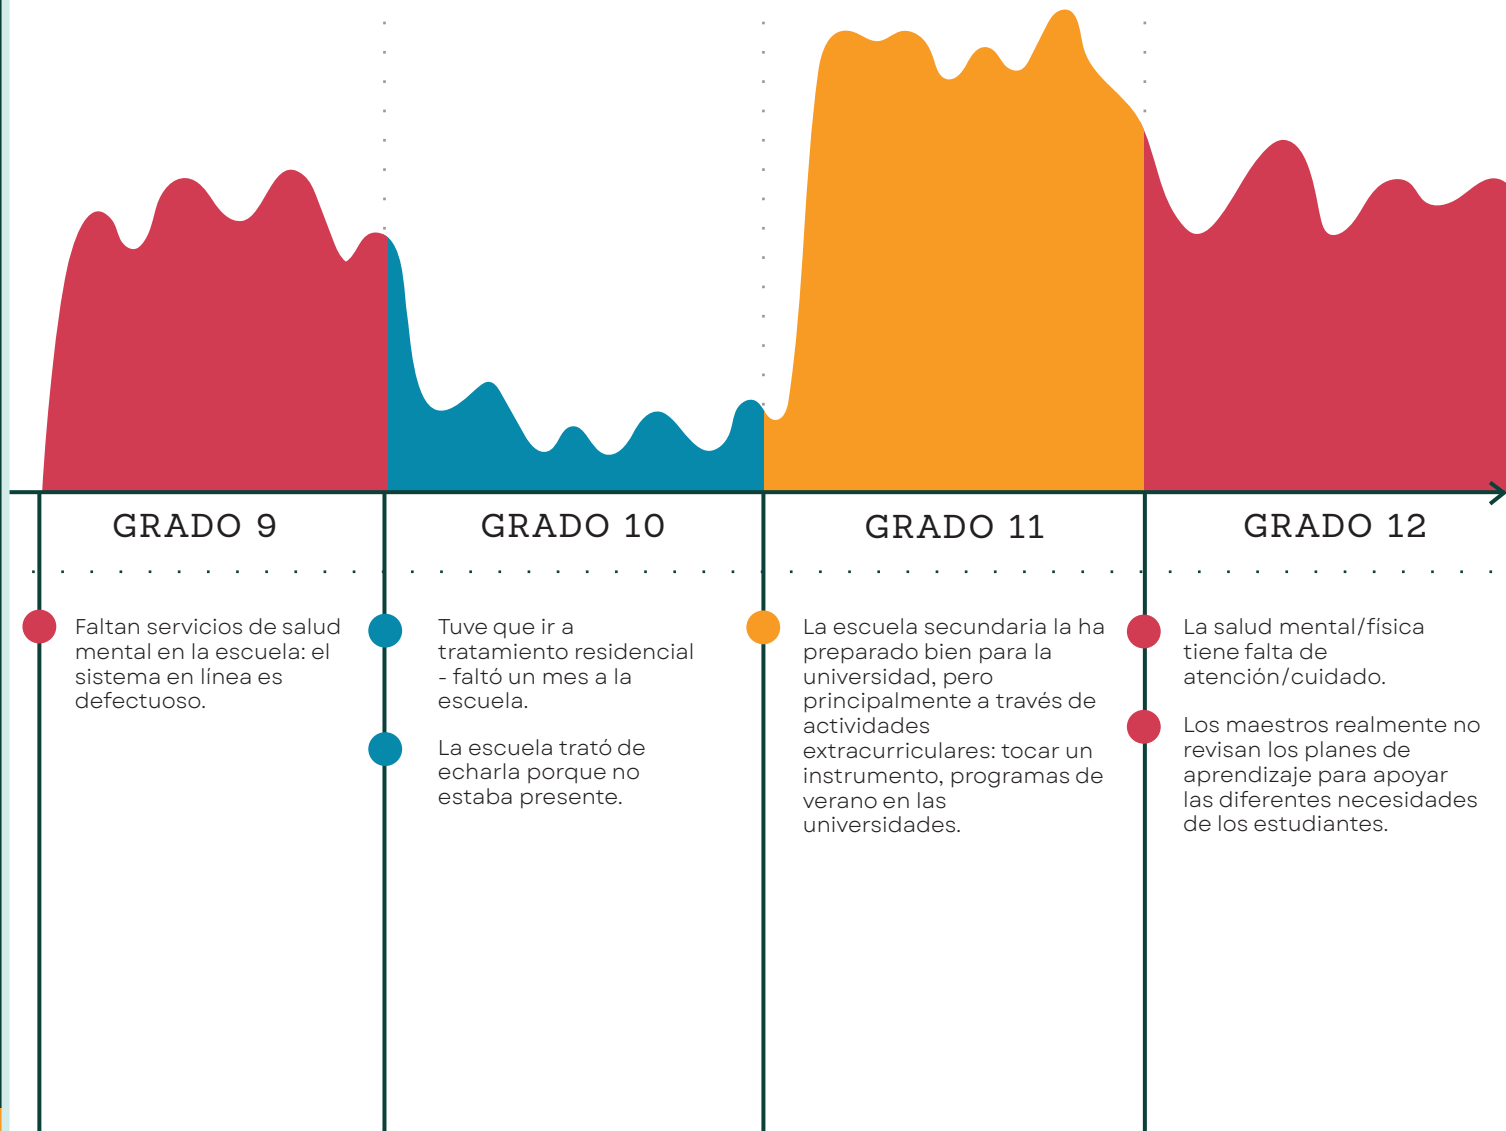 GRADO 9
Faltan servicios de salud
mental en la escuela: el
sistema en línea es
defectuoso.
GRADO 10
Tuve que ir a
tratamiento residencial
- faltó un mes a la
escuela.
La escuela trató de
echarla porque no
estaba presente.
GRADO 11
La escuela secundaria la ha
preparado bien para la
universidad, pero
principalmente a través de
actividades
extracurriculares: tocar un
instrumento, programas de
verano en las
universidades.
GRADO 12
La salud mental/física
tiene falta de
atención/cuidado.
Los maestros realmente no
revisan los planes de
aprendizaje para apoyar
las diferentes necesidades
de los estudiantes.